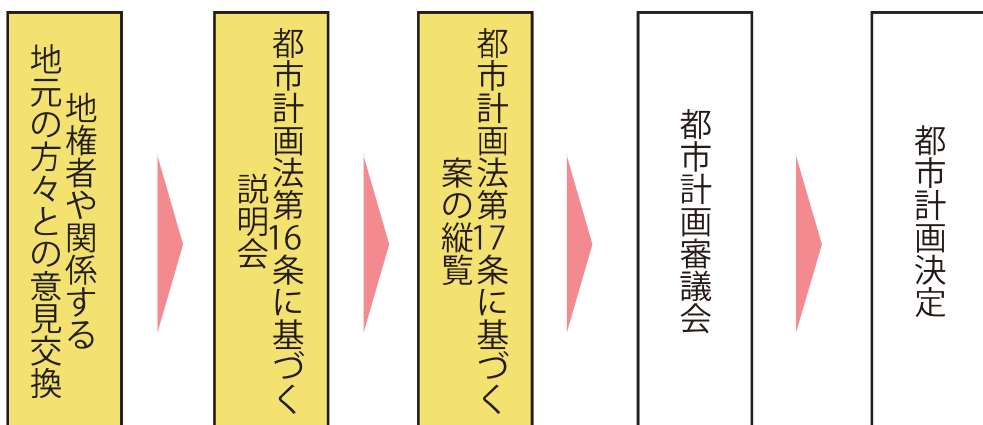 地権者や関係する
地元の方々との意見交換
都市計画法第16条に基づく
説明会
都市計画法第17条に基づく
案の縦覧
都市計画審議会
都市計画決定